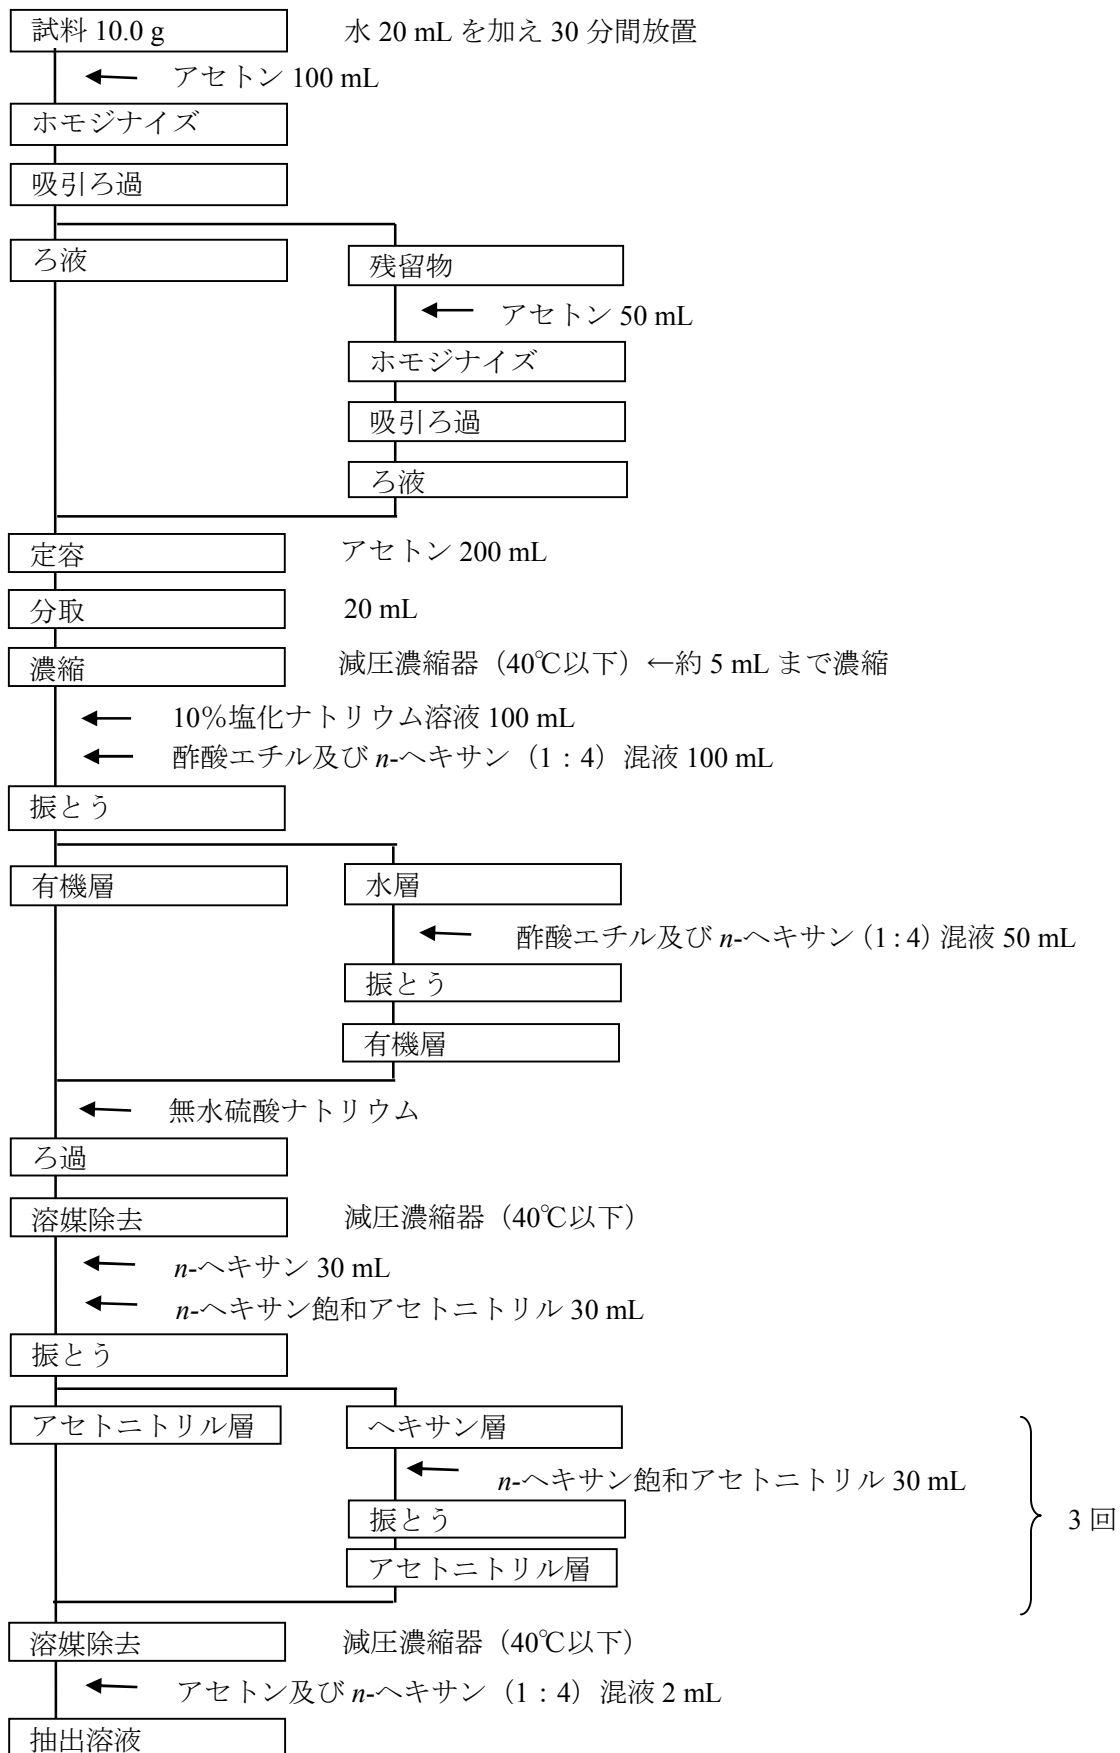 試料 10.0 g 水 20 mL を加え 30 分間放置
アセトン 100 mL
ホモジナイズ
吸引ろ過
ろ液 残留物
アセトン 50 mL
ホモジナイズ
吸引ろ過
ろ液
定容 アセトン 200 mL
分取 20 mL
濃縮 減圧濃縮器（40℃以下）←約 5 mL まで濃縮
10％塩化ナトリウム溶液 100 mL
酢酸エチル及び n-ヘキサン（1：4）混液 100 mL
振とう
有機層 水層
酢酸エチル及び n-ヘキサン（1：4）混液 50 mL
振とう
有機層
無水硫酸ナトリウム
ろ過
溶媒除去 減圧濃縮器（40℃以下）
n-ヘキサン 30 mL
n-ヘキサン飽和アセトニトリル 30 mL
振とう
アセトニトリル層 ヘキサン層
n-ヘキサン飽和アセトニトリル 30 mL
振とう 3 回
アセトニトリル層
溶媒除去 減圧濃縮器（40℃以下）
アセトン及び n-ヘキサン（1：4）混液 2 mL
抽出溶液